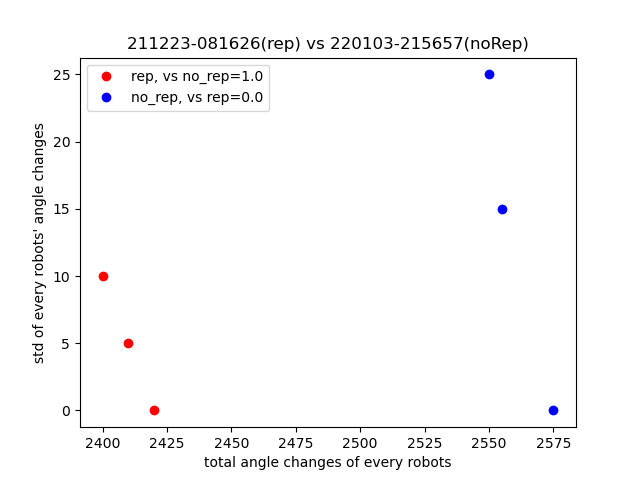 211223-081626(rep) vs 220103-215657(noRep)
rep, vs no_rep=1.0
no_rep, vs rep=0.0
std of every robots' angle changes
25
20
15
10
5
0
2400 2425 2450 2475 2500 2525 2550 2575
total angle changes of every robots